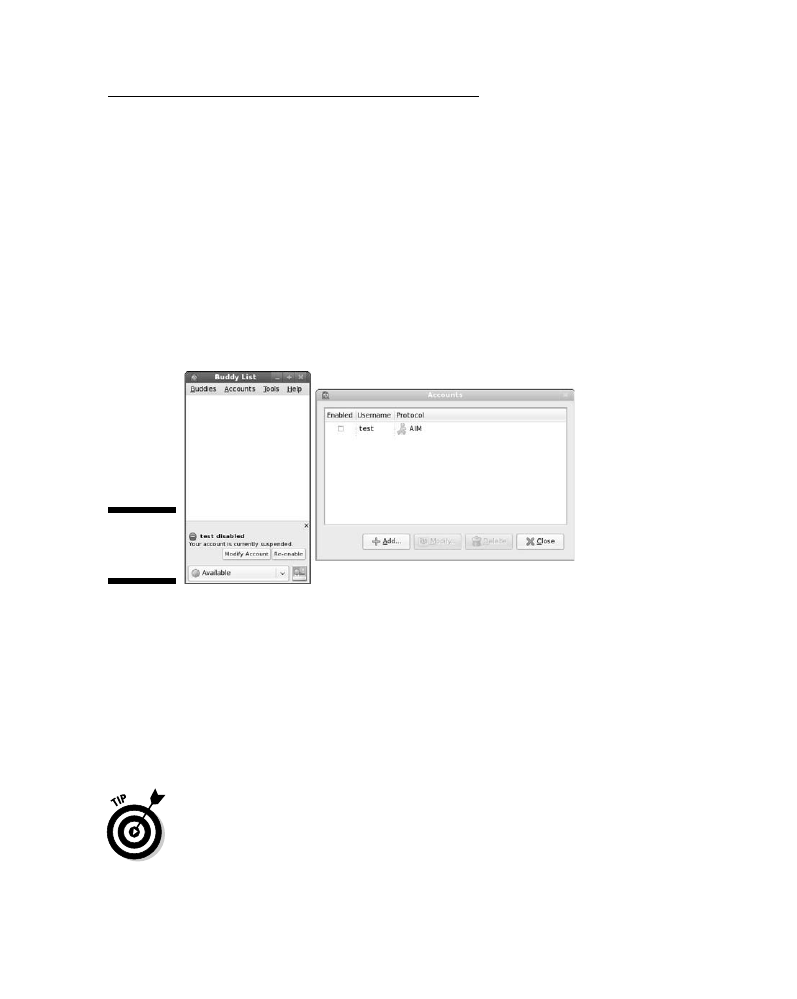 Buddy List
Buddies Accounts Tools Help
test disabled
Your account is currently suspended.
Modify Account Re-enable
Available
Accounts
Enabled Username Protocol
test AIM
Add... Modify... Delete Close
TIP